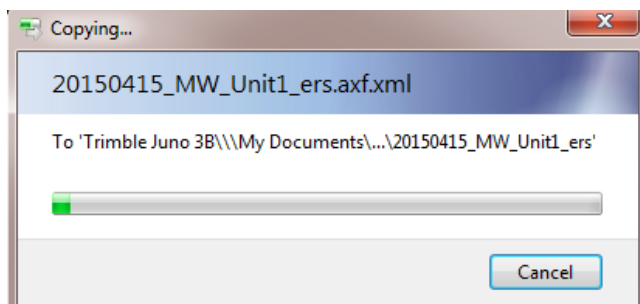 Copying...
20150415_MW_Unit1_ers.axf.xml
To 'Trimble Juno 3B\\\My Documents\...\20150415_MW_Unit1_ers'
Cancel